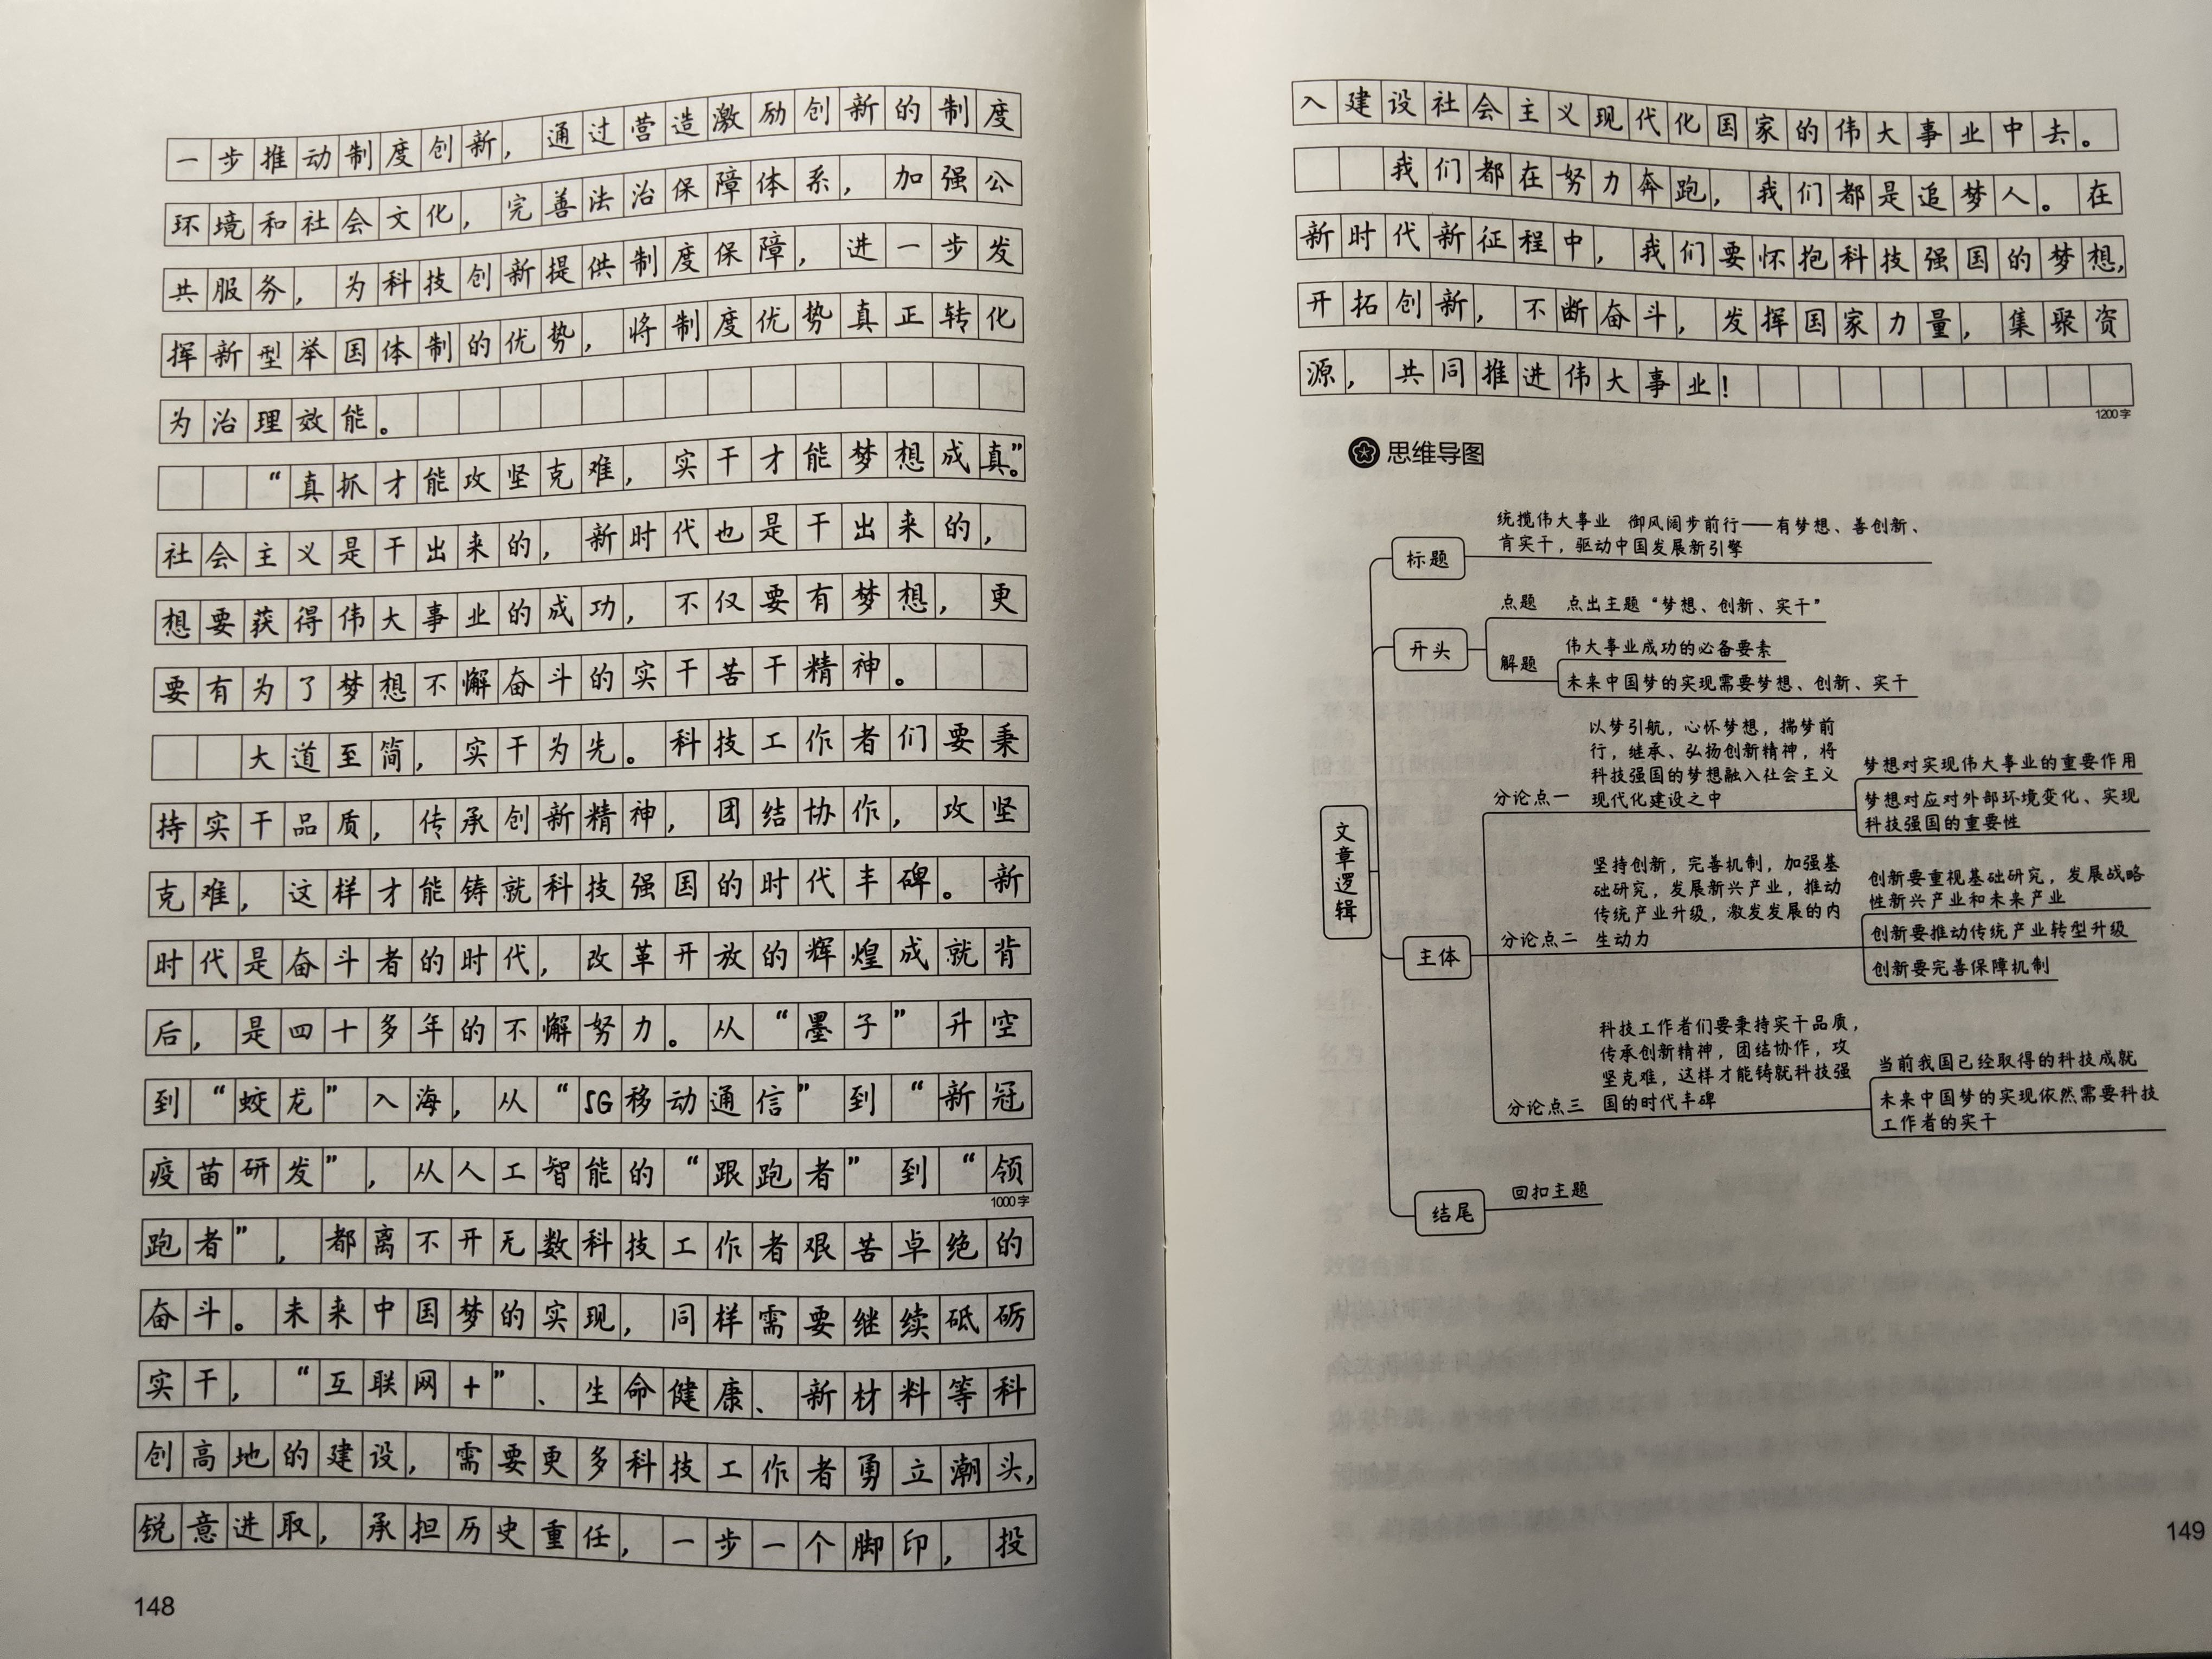 一步推动制度创新，通过营造激励创新的制度
环境和社会文化，完善法治保障体系，加强公
共服务，为科技创新提供制度保障，进一步发
挥新型举国体制的优势，将制度优势真正转化
为治理效能。
“真抓才能攻坚克难，实干才能梦想成真。”
社会主义是干出来的，新时代也是干出来的，
想要获得伟大事业的成功，不仅要有梦想，更
要有为了梦想不懈奋斗的实干苦干精神。
大道至简，实干为先。科技工作者们要秉
持实干品质，传承创新精神，团结协作，攻坚
克难，这样才能铸就科技强国的时代丰碑。新
时代是奋斗者的时代，改革开放的辉煌成就背
后，是四十多年的不懈努力。从“墨子”升空
到“蛟龙”入海，从“5G移动通信”到“新冠
疫苗研发”，从人工智能的“跟跑者”到“领
1000字
跑者”，都离不开无数科技工作者艰苦卓绝的
奋斗。未来中国梦的实现，同样需要继续砥砺
实干，“互联网+”、生命健康、新材料等科
创高地的建设，需要更多科技工作者勇立潮头，
锐意进取，承担历史重任，一步一个脚印，投
148
入建设社会主义现代化国家的伟大事业中去。
我们都在努力奔跑，我们都是追梦人。在
新时代新征程中，我们要怀抱科技强国的梦想，
开拓创新，不断奋斗，发挥国家力量，集聚资
源，共同推进伟大事业！
1200字
思维导图
文章逻辑
标题
统揽伟大事业 御风阔步前行——有梦想、善创新、
肯实干，驱动中国发展新引擎
开头
点题 点出主题“梦想、创新、实干”
解题
伟大事业成功的必备要素
未来中国梦的实现需要梦想、创新、实干
主体
分论点一
以梦引航，心怀梦想，揣梦前
行，继承、弘扬创新精神，将
科技强国的梦想融入社会主义
现代化建设之中
梦想对实现伟大事业的重要作用
梦想对应对外部环境变化、实现
科技强国的重要性
分论点二
坚持创新，完善机制，加强基
础研究，发展新兴产业，推动
传统产业升级，激发发展的内
生动力
创新要重视基础研究，发展战略
性新兴产业和未来产业
创新要推动传统产业转型升级
创新要完善保障机制
分论点三
科技工作者们要秉持实干品质，
传承创新精神，团结协作，攻
坚克难，这样才能铸就科技强
国的时代丰碑
当前我国已经取得的科技成就
未来中国梦的实现依然需要科技
工作者的实干
结尾
回扣主题
149